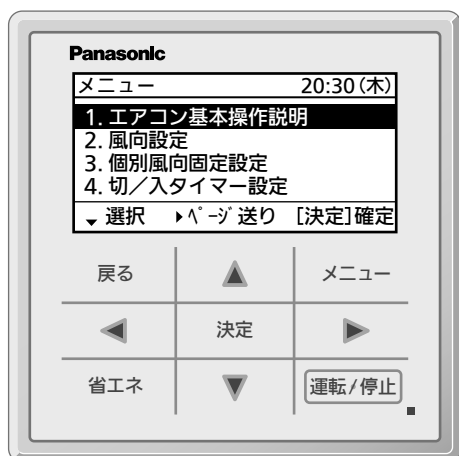 Panasonic
メニュー 20:30(木)
1. エアコン基本操作説明
2. 風向設定
3. 個別風向固定設定
4. 切／入タイマー設定
選択 ﾍﾟｰｼﾞ送り [決定]確定
戻る メニュー
決定
省エネ 運転/停止